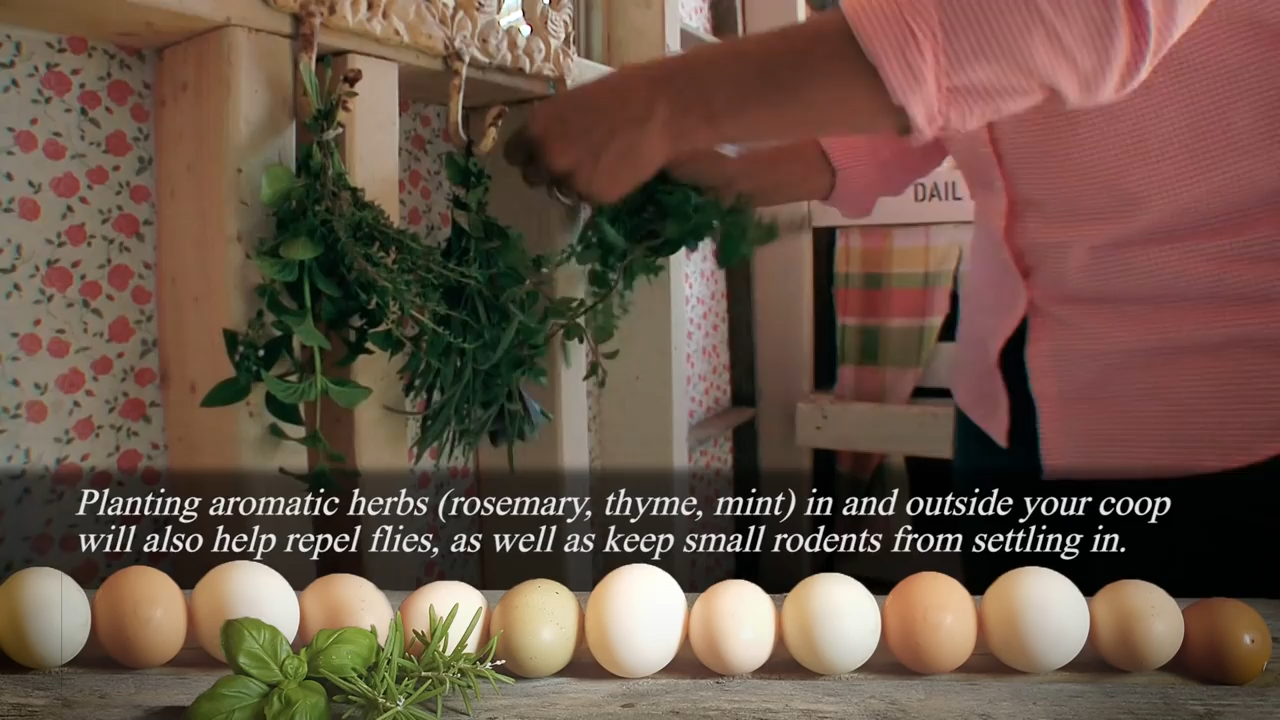 DAIL
Planting aromatic herbs (rosemary, thyme, mint) in and outside your coop
will also help repel flies, as well as keep small rodents from settling in.